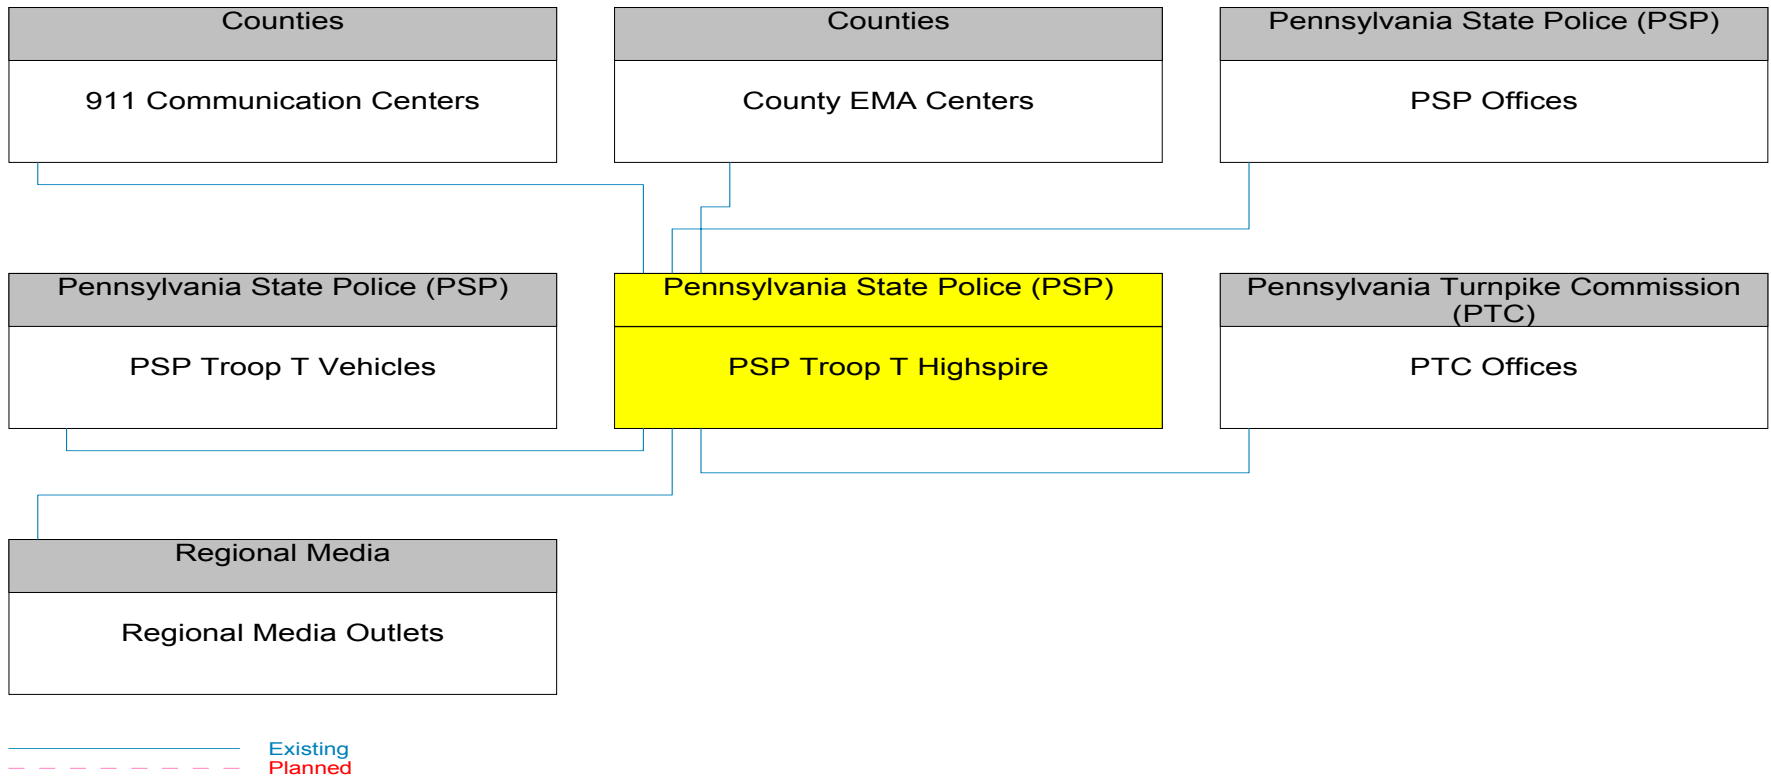 Counties
911 Communication Centers
Counties
County EMA Centers
Pennsylvania State Police (PSP)
PSP Offices
Pennsylvania State Police (PSP)
PSP Troop T Vehicles
Pennsylvania State Police (PSP)
PSP Troop T Highspire
Pennsylvania Turnpike Commission
(PTC)
PTC Offices
Regional Media
Regional Media Outlets
Existing
Planned